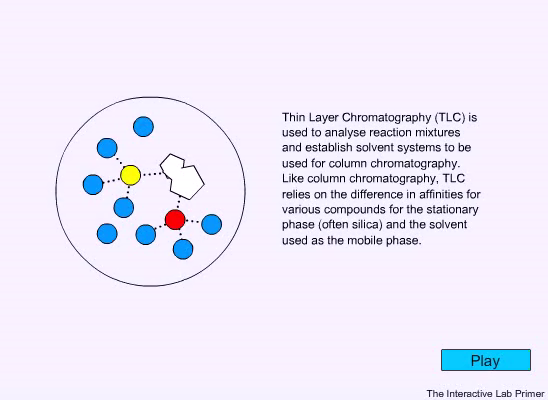 Thin Layer Chromatography (TLC) is
used to analyse reaction mixtures
and establish solvent systems to be
used for column chromatography.
Like column chromatography, TLC
relies on the difference in affinities for
various compounds for the stationary
phase (often silica) and the solvent
used as the mobile phase.
Play
The Interactive Lab Primer